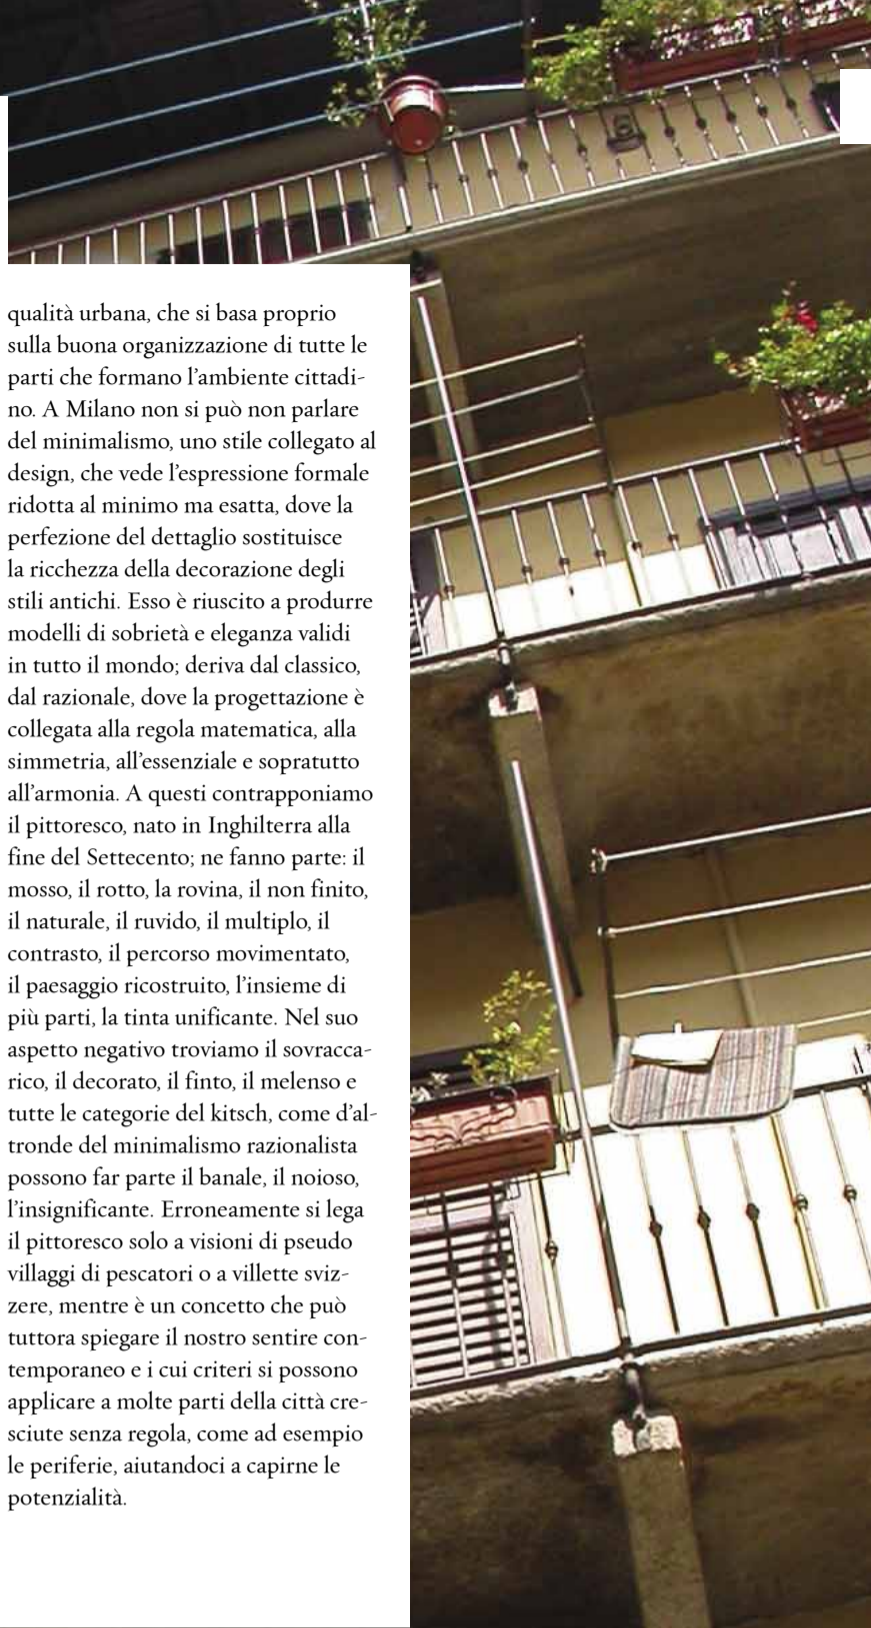 qualità urbana, che si basa proprio
sulla buona organizzazione di tutte le
parti che formano l'ambiente cittadi-
no. A Milano non si può non parlare
del minimalismo, uno stile collegato al
design, che vede l'espressione formale
ridotta al minimo ma esatta, dove la
perfezione del dettaglio sostituisce
la ricchezza della decorazione degli
stili antichi. Esso è riuscito a produrre
modelli di sobrietà e eleganza validi
in tutto il mondo; deriva dal classico,
dal razionale, dove la progettazione è
collegata alla regola matematica, alla
simmetria, all'essenziale e sopratutto
all'armonia. A questi contrapponiamo
il pittoresco, nato in Inghilterra alla
fine del Settecento; ne fanno parte: il
mosso, il rotto, la rovina, il non finito,
il naturale, il ruvido, il multiplo, il
contrasto, il percorso movimentato,
il paesaggio ricostruito, l'insieme di
più parti, la tinta unificante. Nel suo
aspetto negativo troviamo il sovracca-
rico, il decorato, il finto, il melenso e
tutte le categorie del kitsch, come d'al-
tronde del minimalismo razionalista
possono far parte il banale, il noioso,
l'insignificante. Erroneamente si lega
il pittoresco solo a visioni di pseudo
villaggi di pescatori o a villette sviz-
zere, mentre è un concetto che può
tuttora spiegare il nostro sentire con-
temporaneo e i cui criteri si possono
applicare a molte parti della città cre-
sciute senza regola, come ad esempio
le periferie, aiutandoci a capirne le
potenzialità.